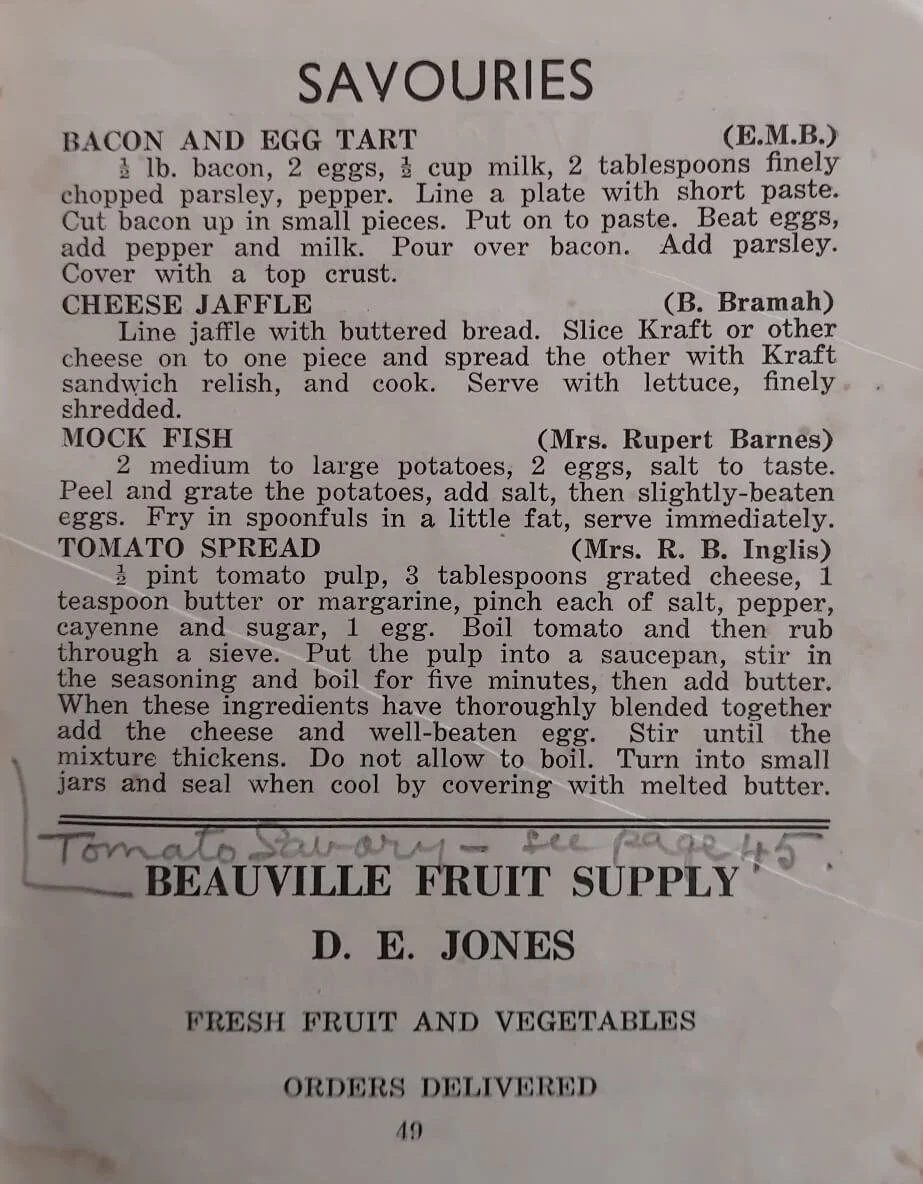 SAVOURIES
BACON AND EGG TART (E.M.B.)
½ lb. bacon, 2 eggs, ½ cup milk, 2 tablespoons finely
chopped parsley, pepper. Line a plate with short paste.
Cut bacon up in small pieces. Put on to paste. Beat eggs,
add pepper and milk. Pour over bacon. Add parsley.
Cover with a top crust.
CHEESE JAFFLE (B. Bramah)
Line jaffle with buttered bread. Slice Kraft or other
cheese on to one piece and spread the other with Kraft
sandwich relish, and cook. Serve with lettuce, finely
shredded.
MOCK FISH (Mrs. Rupert Barnes)
2 medium to large potatoes, 2 eggs, salt to taste.
Peel and grate the potatoes, add salt, then slightly-beaten
eggs. Fry in spoonfuls in a little fat, serve immediately.
TOMATO SPREAD (Mrs. R. B. Inglis)
½ pint tomato pulp, 3 tablespoons grated cheese, 1
teaspoon butter or margarine, pinch each of salt, pepper,
cayenne and sugar, 1 egg. Boil tomato and then rub
through a sieve. Put the pulp into a saucepan, stir in
the seasoning and boil for five minutes, then add butter.
When these ingredients have thoroughly blended together
add the cheese and well-beaten egg. Stir until the
mixture thickens. Do not allow to boil. Turn into small
jars and seal when cool by covering with melted butter.
Tomato Savory - see page 45.
BEAUVILLE FRUIT SUPPLY
D. E. JONES
FRESH FRUIT AND VEGETABLES
ORDERS DELIVERED
49